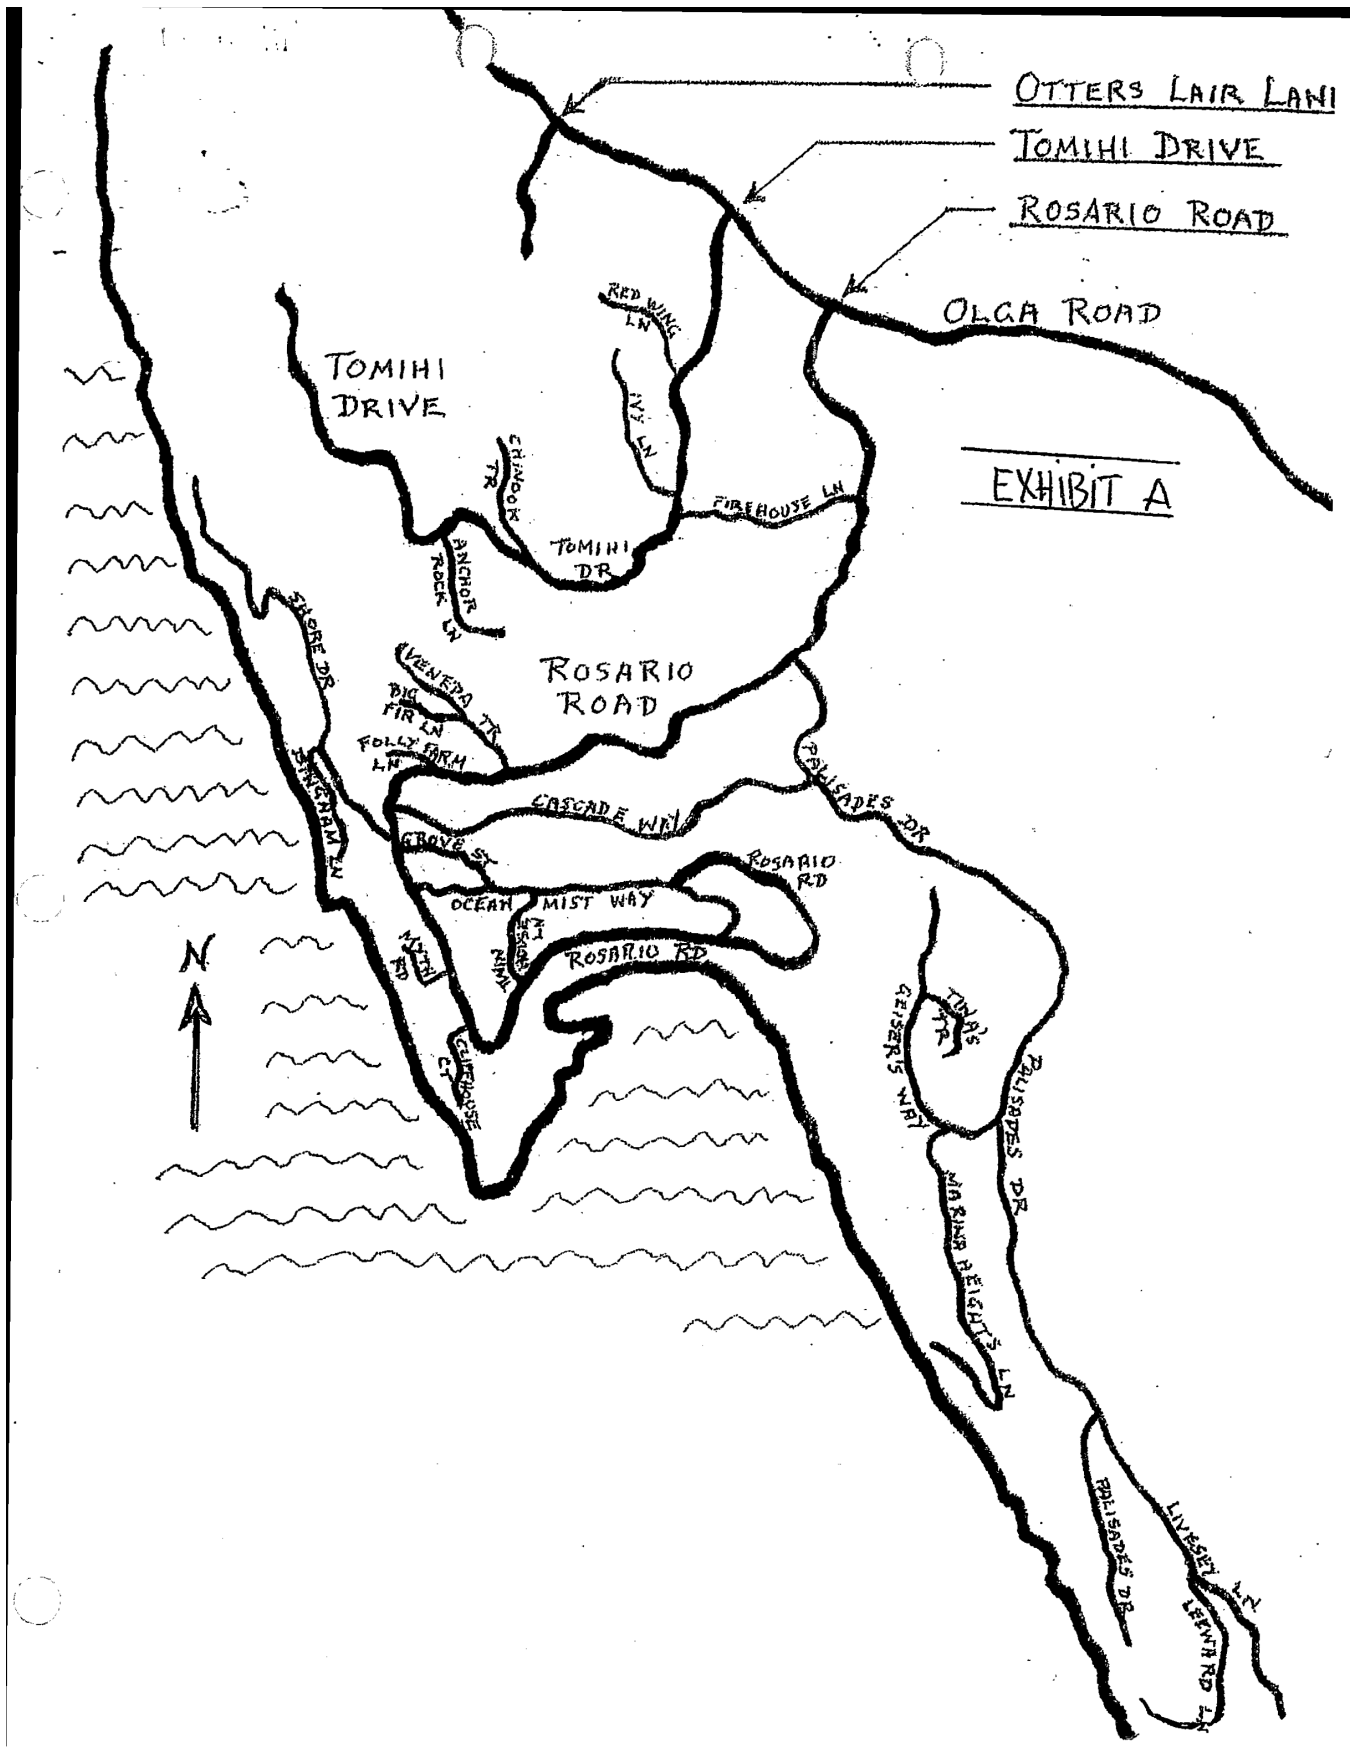 OTTERS LAIR LANE
TOMIHI DRIVE
ROSARIO ROAD
OLGA ROAD
RED WING
LN
TOMIHI
DRIVE
IVY LN
EXHIBIT A
CHINOOK
TR
FIREHOUSE LN
TOMIHI
DR
ANCHOR
ROCK LN
SHORE DR
VENEDA TR
ROSARIO
ROAD
BIG
FIR LN
FOLLY FARM
LN
PALISADES DR
BINGHAM LN
CASCADE WAY
GROVE ST
ROSARIO
RD
OCEAN MIST WAY
N
ROSARIO RD
TINA'S
TR
GEISER'S WAY
CLIFFHOUSE
CT
PALISADES DR
MARINA HEIGHTS LN
PALISADES DR
LIVESEY LN
LEEWARD LN